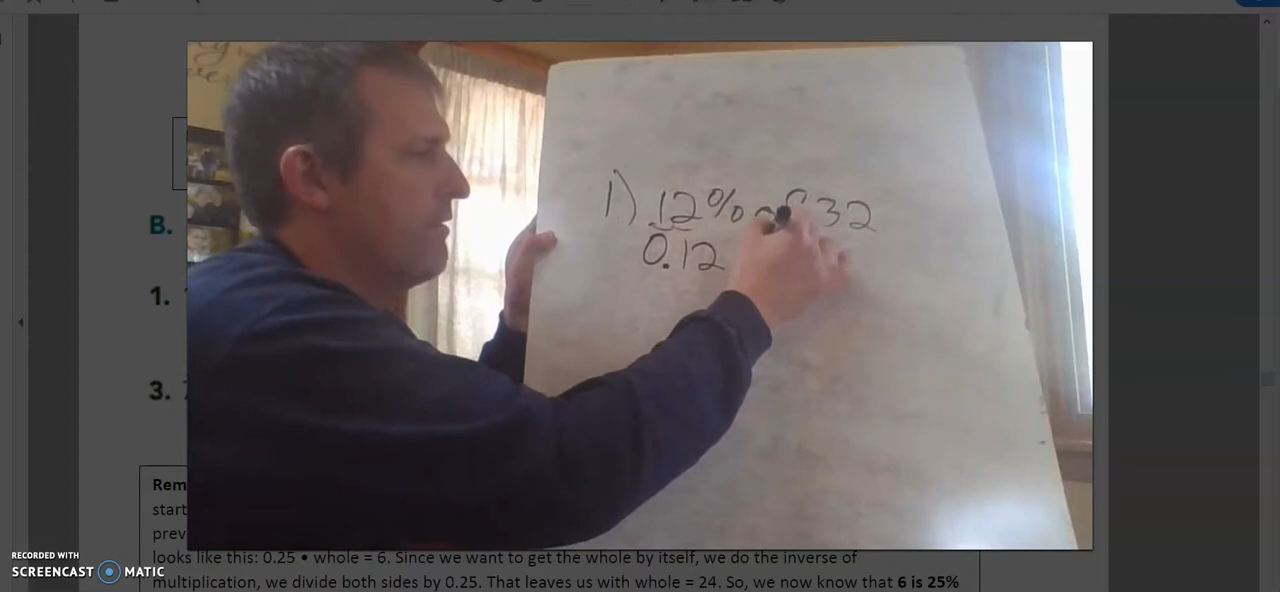 B.
1.
3.
1) 12% of 32
0.12
Rem
start
prev
looks like this: 0.25 • whole = 6. Since we want to get the whole by itself, we do the inverse of
multiplication, we divide both sides by 0.25. That leaves us with whole = 24. So, we now know that 6 is 25%
RECORDED WITH
SCREENCAST MATIC